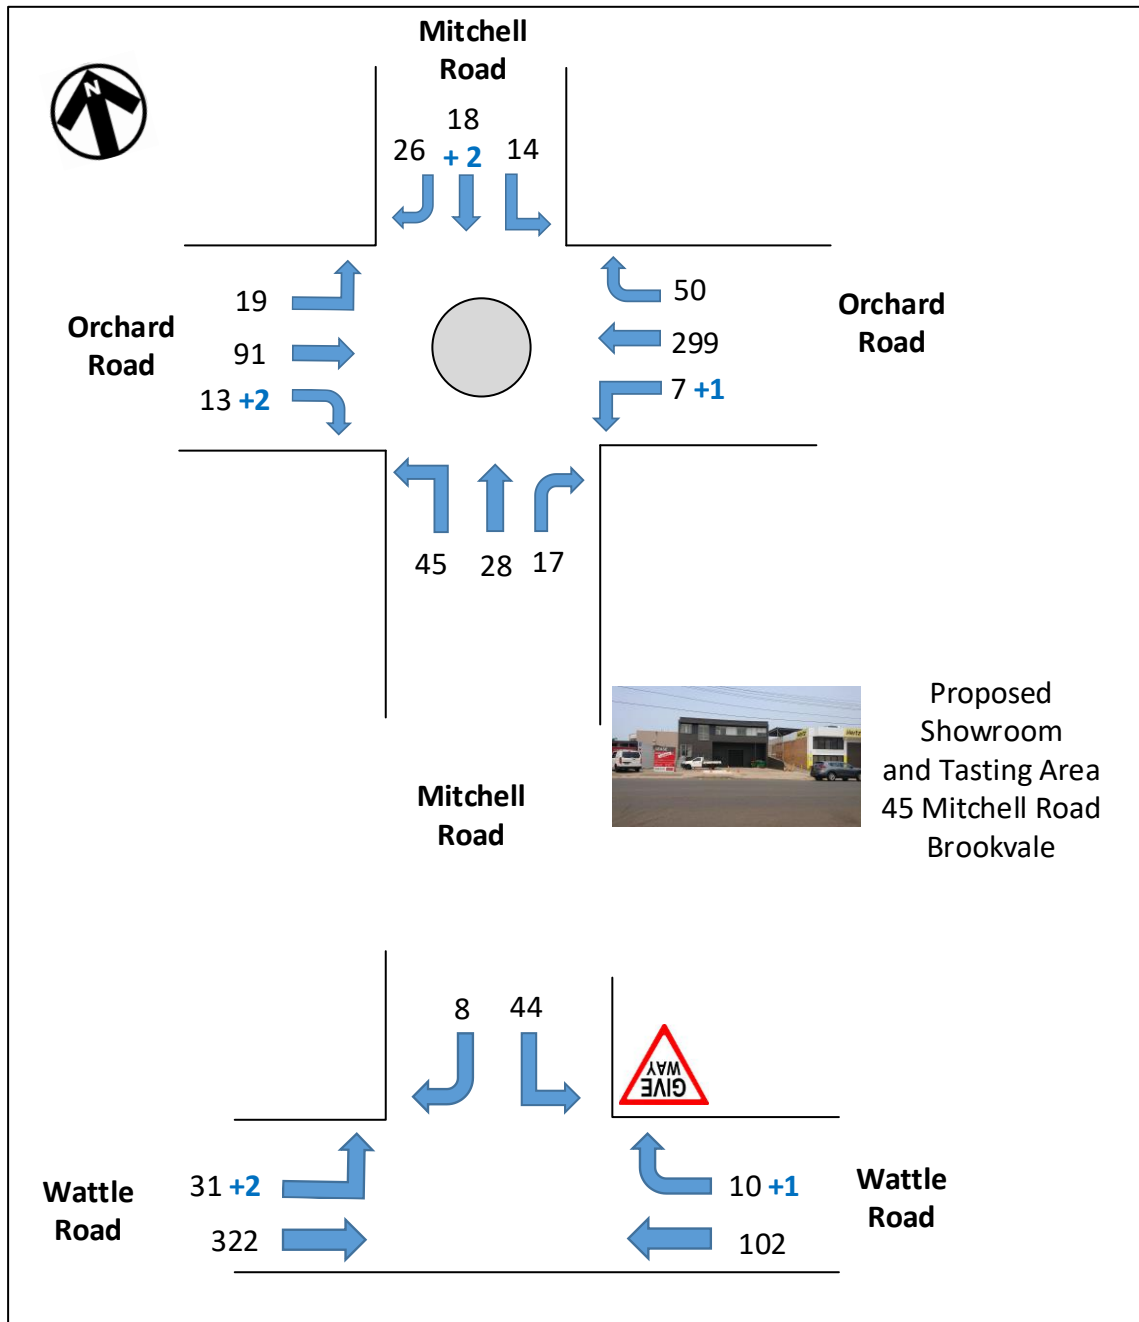 Mitchell
Road
N
18
26 + 2 14
19
50
Orchard
Road
Orchard
Road
91
299
13 +2
7 +1
45 28 17
Proposed
Showroom
and Tasting Area
45 Mitchell Road
Brookvale
Mitchell
Road
8 44
GIVE
WAY
31 +2
10 +1
Wattle
Road
Wattle
Road
322
102